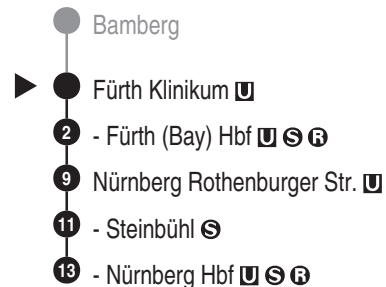 Bamberg
Fürth Klinikum U
2 - Fürth (Bay) Hbf U S R
9 Nürnberg Rothenburger Str. U
11 - Steinbühl S
13 - Nürnberg Hbf U S R